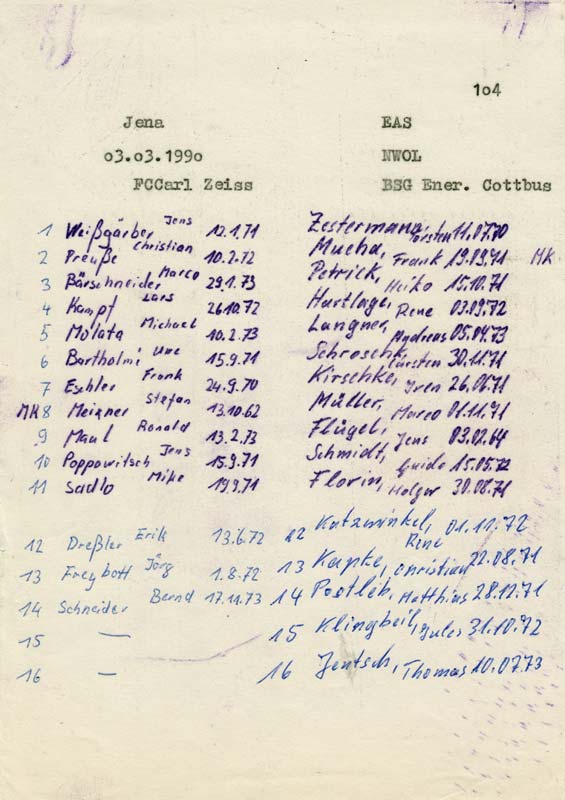 1o4
Jena EAS
o3.o3.199o NWOL
FCCarl Zeiss BSG Ener. Cottbus
1 Weißgärber Jens 12.1.71 Zestermann, Torsten 11.07.70
2 Preuße Christian 10.2.72 Mucha, Frank 19.09.71 MK
3 Bärschneider Marco 29.1.73 Petrick, Heiko 15.10.71
4 Kampf Lars 26.10.72 Hartlage, Rene 03.09.72
5 Molata Michael 10.2.73 Langner, Andreas 05.04.73
6 Bartholmé Uwe 15.9.71 Carsten 30.11.71
7 Eschler Frank 24.9.70 Kirschke, Sven 26.06.71
MK 8 Meixner Stefan 13.10.62 Müller, Marco 01.11.71
9 Maul Ronald 13.2.73 Flügel, Jens 03.02.64
10 Poppowitsch Jens 15.9.71 Schmidt, Guido 15.05.72
11 Sadlo Mike 19.9.71 Florin, Holger 30.08.71
12 Dreßler Erik 13.6.72 12 Katzwinkel, Rene 01.11.72
13 Freybott Jörg 1.8.72 13 Kapke, Christian 22.08.71
14 Schneider Bernd 17.11.73 14 Matthias 28.12.71
15 — 15 Klingbeil, Jules 31.10.72
16 — 16 Jentsch, Thomas 10.07.73